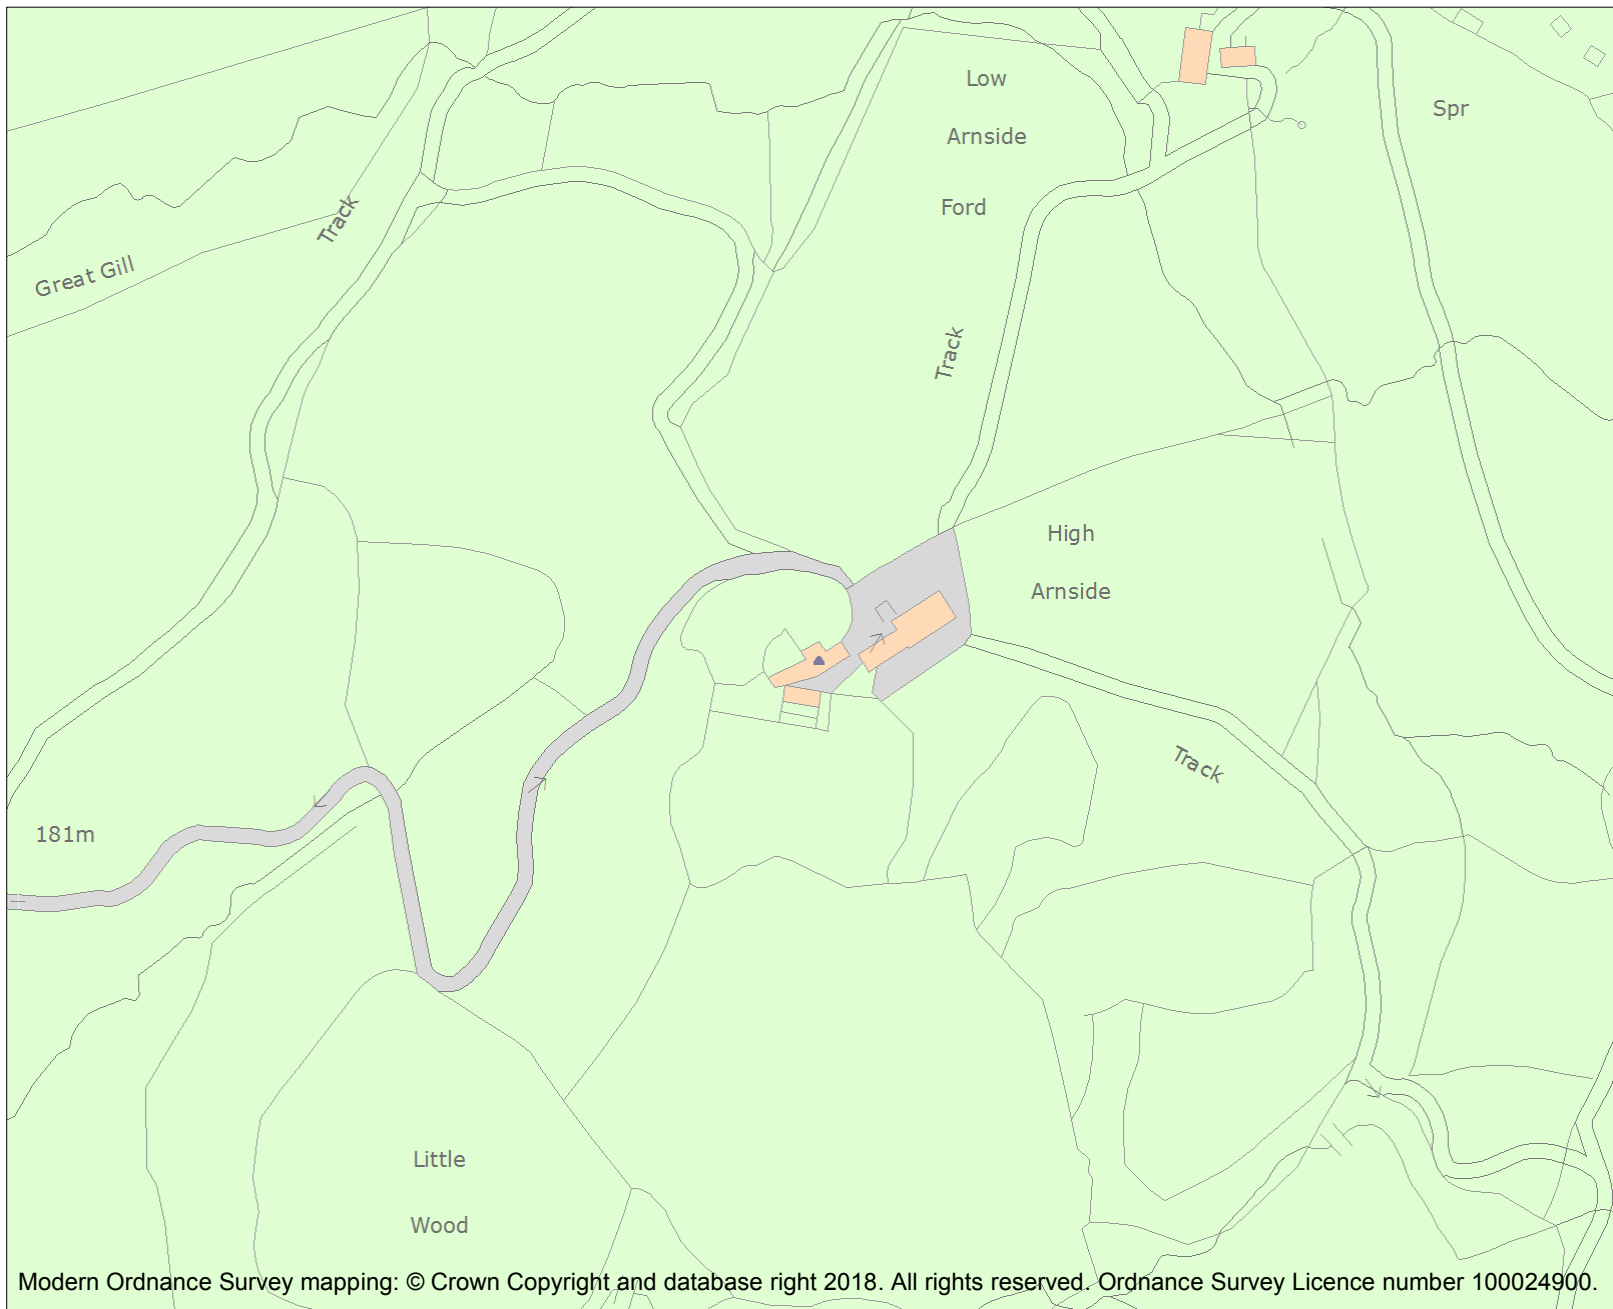 Low
Arnside
Spr
Ford
Track
Great Gill
Track
High
Arnside
Track
181m
Little
Wood
Modern Ordnance Survey mapping: © Crown Copyright and database right 2018. All rights reserved. Ordnance Survey Licence number 100024900.